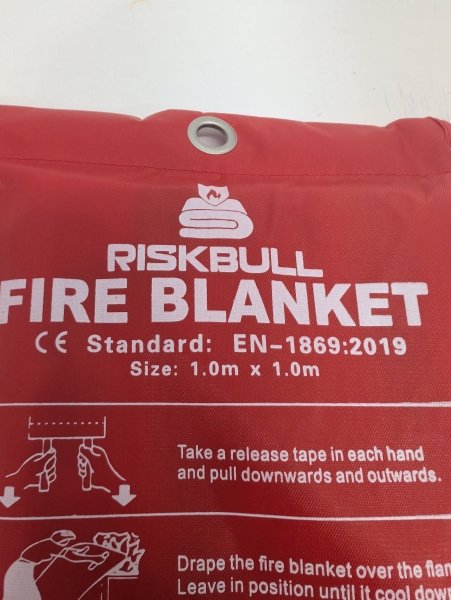 RISKBULL
FIRE BLANKET
CE Standard: EN-1869:2019
Size: 1.0m x 1.0m
Take a release tape in each hand
and pull downwards and outwards.
Drape the fire blanket over the
Leave in position until it cool